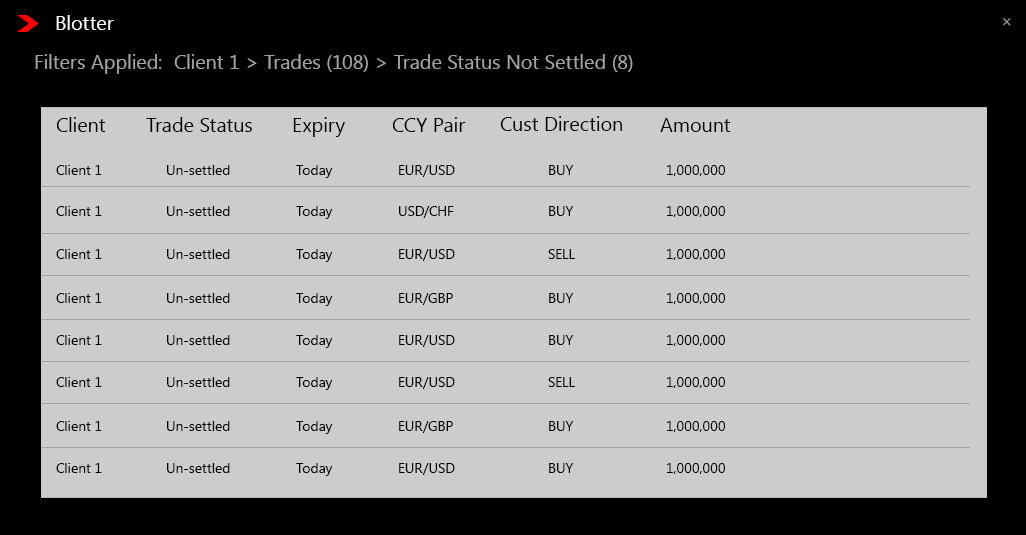 Blotter
×
Filters Applied: Client 1 > Trades (108) > Trade Status Not Settled (8)
Client Trade Status Expiry CCY Pair Cust Direction Amount
Client 1 Un-settled Today EUR/USD BUY 1,000,000
Client 1 Un-settled Today USD/CHF BUY 1,000,000
Client 1 Un-settled Today EUR/USD SELL 1,000,000
Client 1 Un-settled Today EUR/GBP BUY 1,000,000
Client 1 Un-settled Today EUR/USD BUY 1,000,000
Client 1 Un-settled Today EUR/USD SELL 1,000,000
Client 1 Un-settled Today EUR/GBP BUY 1,000,000
Client 1 Un-settled Today EUR/USD BUY 1,000,000